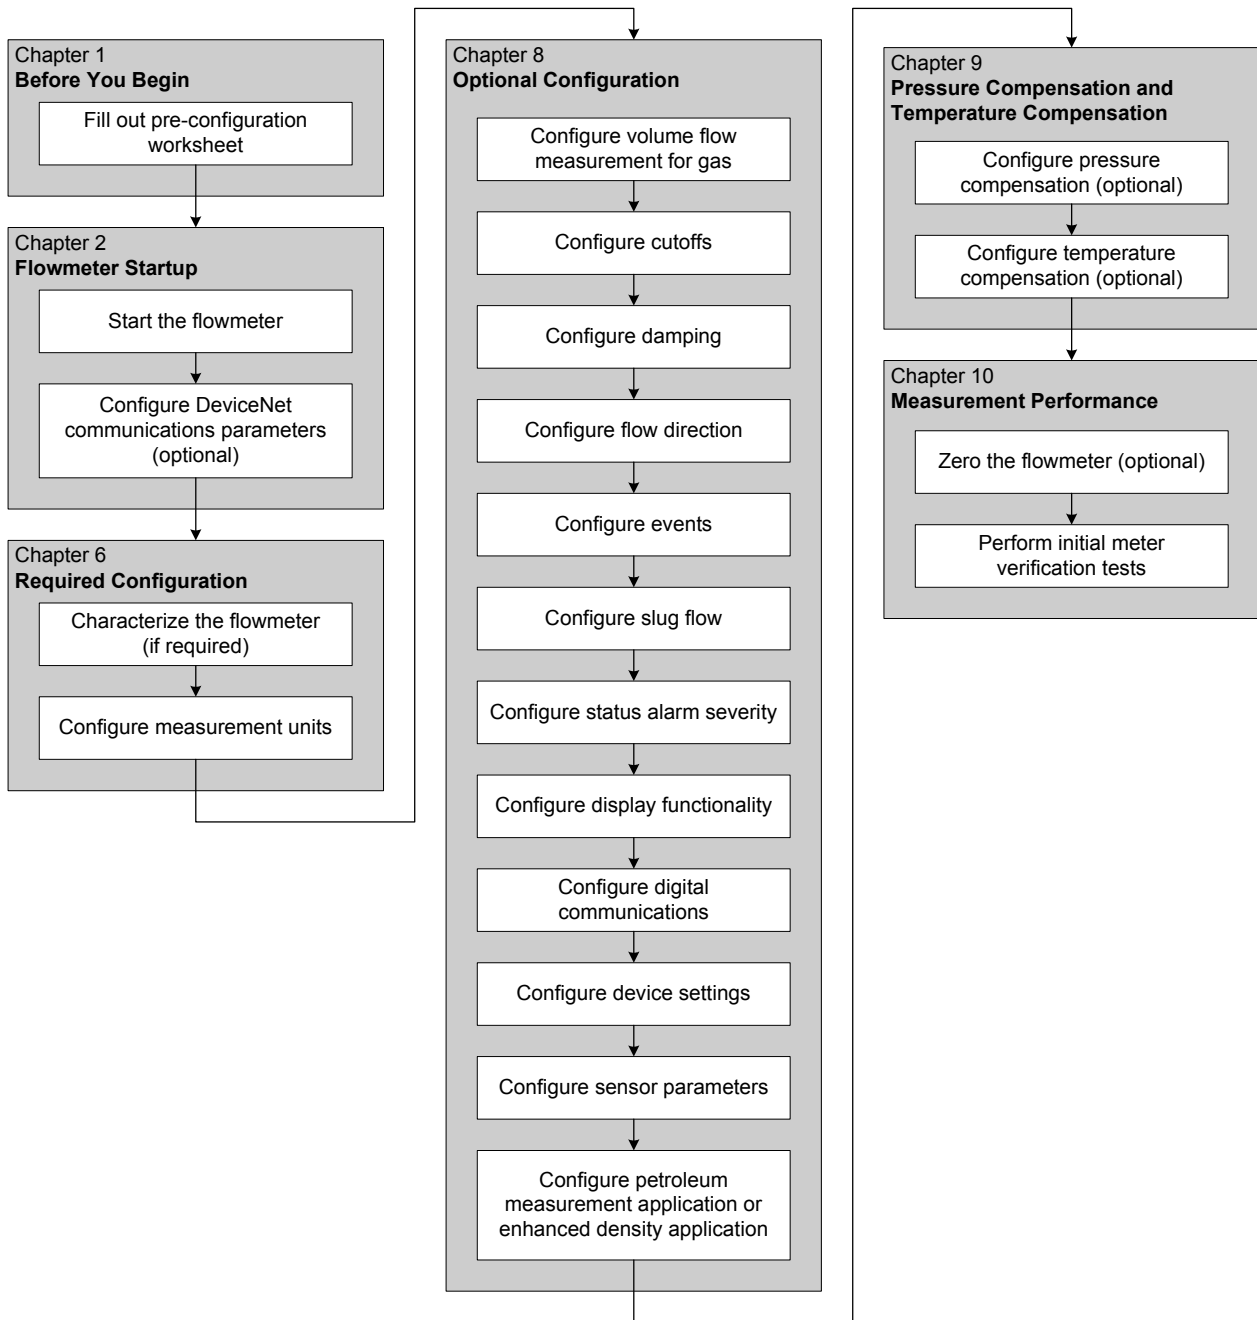 Chapter 1
Before You Begin
Fill out pre-configuration
worksheet
Chapter 2
Flowmeter Startup
Start the flowmeter
Configure DeviceNet
communications parameters
(optional)
Chapter 6
Required Configuration
Characterize the flowmeter
(if required)
Configure measurement units
Chapter 8
Optional Configuration
Configure volume flow
measurement for gas
Configure cutoffs
Configure damping
Configure flow direction
Configure events
Configure slug flow
Configure status alarm severity
Configure display functionality
Configure digital
communications
Configure device settings
Configure sensor parameters
Configure petroleum
measurement application or
enhanced density application
Chapter 9
Pressure Compensation and
Temperature Compensation
Configure pressure
compensation (optional)
Configure temperature
compensation (optional)
Chapter 10
Measurement Performance
Zero the flowmeter (optional)
Perform initial meter
verification tests